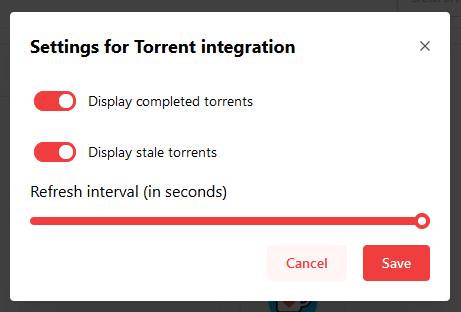 Settings for Torrent integration
Display completed torrents
Display stale torrents
Refresh interval (in seconds)
Cancel
Save